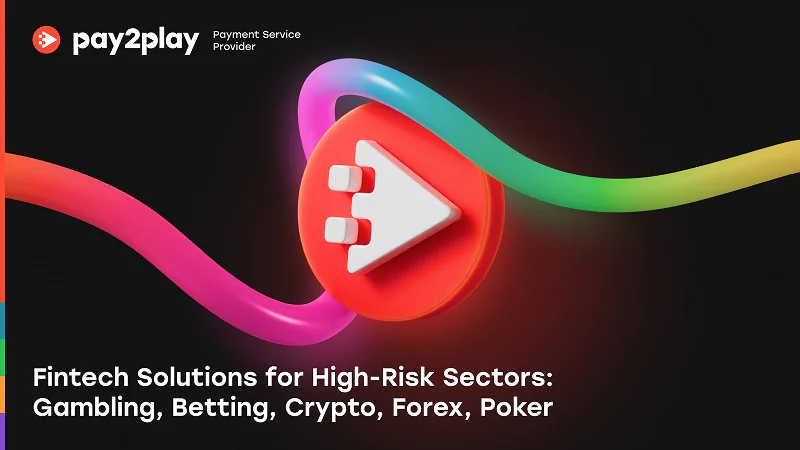 pay2play
Payment Service
Provider
Fintech Solutions for High-Risk Sectors:
Gambling, Betting, Crypto, Forex, Poker